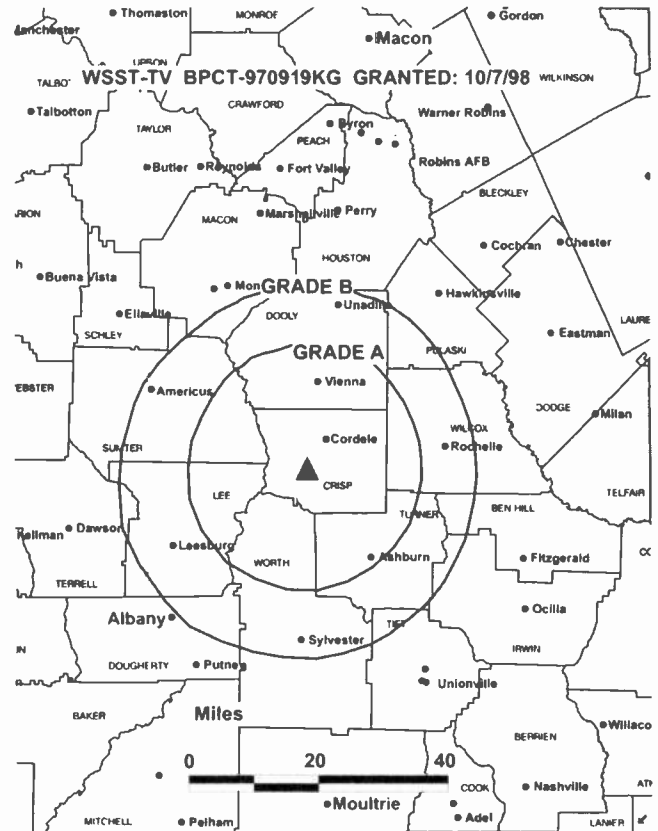 Thomaston
MONROE
Gordon
Manchester
Macon
UPSON
TALBOT
WSST-TV BPCT-970919KG GRANTED: 10/7/98
WILKINSON
CRAWFORD
Talbotton
Warner Robins
TAYLOR
Byron
PEACH
Butler
Reynolds
Fort Valley
Robins AFB
BLECKLEY
MACON
Marshallville
Perry
Cochran
Chester
HOUSTON
Buena Vista
Mon
GRADE B
Unadilla
Hawkinsville
Ellaville
DOOLY
SCHLEY
Eastman
LAURE
GRADE A
PULASKI
Vienna
Americus
DODGE
Milan
WILCOX
Cordele
Rochelle
SUMTER
CRISP
LEE
TELFAIR
BEN HILL
TURNER
Dawson
Leesburg
Ashburn
Fitzgerald
WORTH
TERRELL
Albany
Ocilla
TIFT
Sylvester
IRWIN
DOUGHERTY
Putney
Unionville
BAKER
Miles
Willaco
BERRIEN
0 20 40
COOK
Nashville
Moultrie
MITCHELL
Pelham
Adel
LANIER